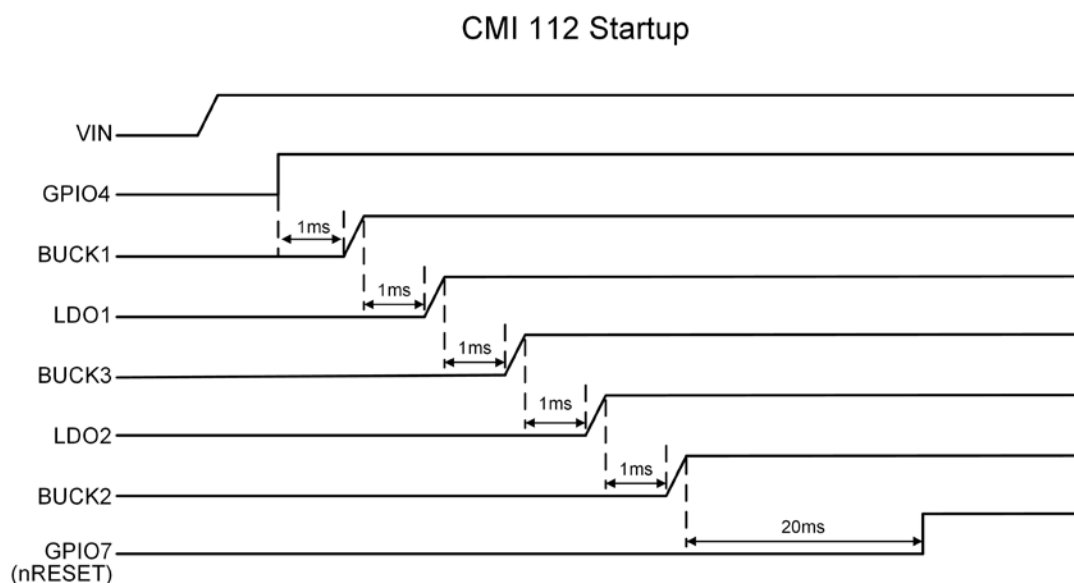 CMI 112 Startup
VIN
GPIO4
1ms
BUCK1
1ms
LDO1
1ms
BUCK3
1ms
LDO2
1ms
BUCK2
20ms
GPIO7
(nRESET)